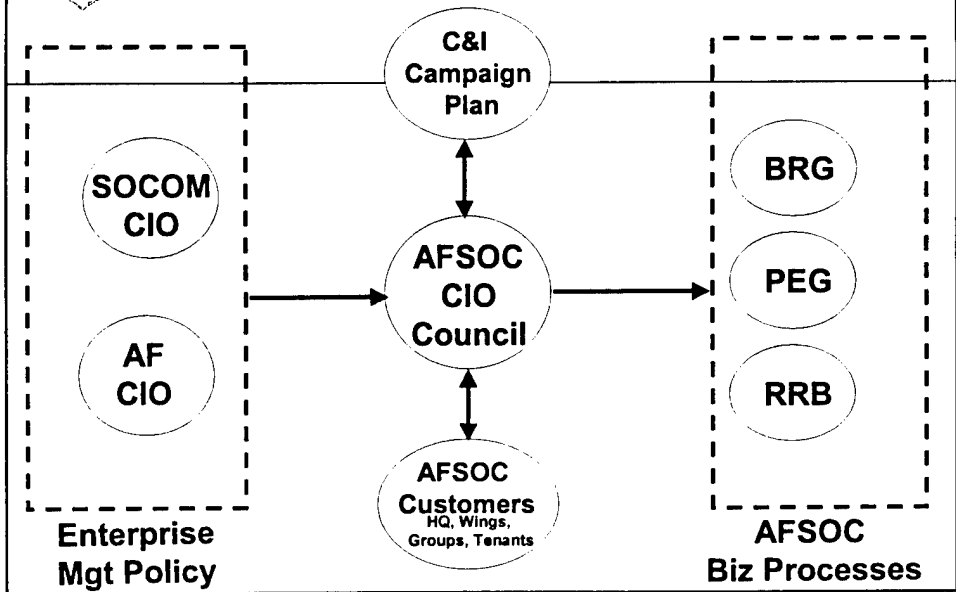 C&I
Campaign
Plan
SOCOM
CIO
AF
CIO
Enterprise
Mgt Policy
AFSOC
CIO
Council
AFSOC
Customers
HQ, Wings,
Groups, Tenants
BRG
PEG
RRB
AFSOC
Biz Processes